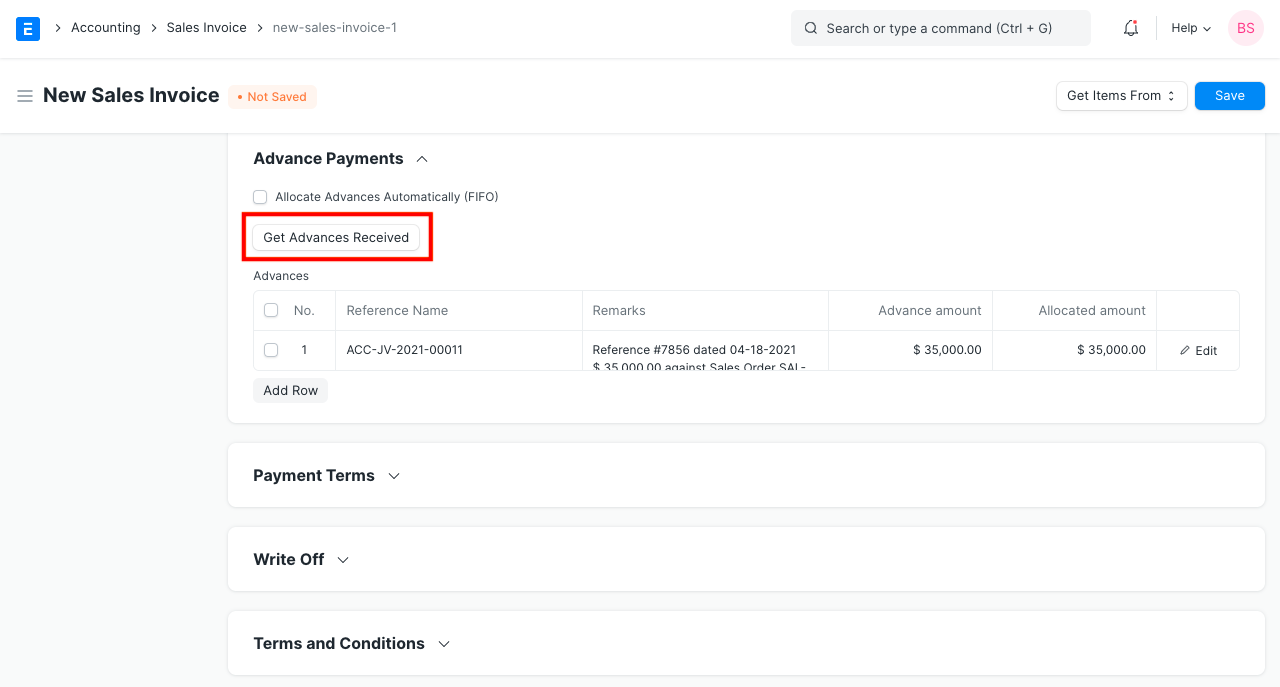 E Accounting Sales Invoice new-sales-invoice-1 Search or type a command (Ctrl + G) Help BS
New Sales Invoice • Not Saved Get Items From Save
Advance Payments
Allocate Advances Automatically (FIFO)
Get Advances Received
Advances
No. Reference Name Remarks Advance amount Allocated amount
1 ACC-JV-2021-00011 Reference #7856 dated 04-18-2021 $ 35,000.00 $ 35,000.00 Edit
$ 35,000.00 against Sales Order SAL-
Add Row
Payment Terms
Write Off
Terms and Conditions